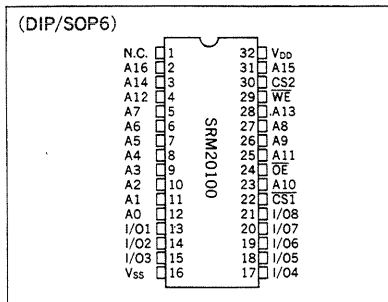 (DIP/SOP6)
N.C. 1 32 VDD
A16 2 31 A15
A14 3 30 CS2
A12 4 29 W̅E̅
A7 5 28 A13
A6 6 27 A8
A5 7 26 A9
A4 8 25 A11
A3 9 24 O̅E̅
A2 10 23 A10
A1 11 22 C̅S̅1̅
A0 12 21 I/O8
I/O1 13 20 I/O7
I/O2 14 19 I/O6
I/O3 15 18 I/O5
VSS 16 17 I/O4
SRM20100